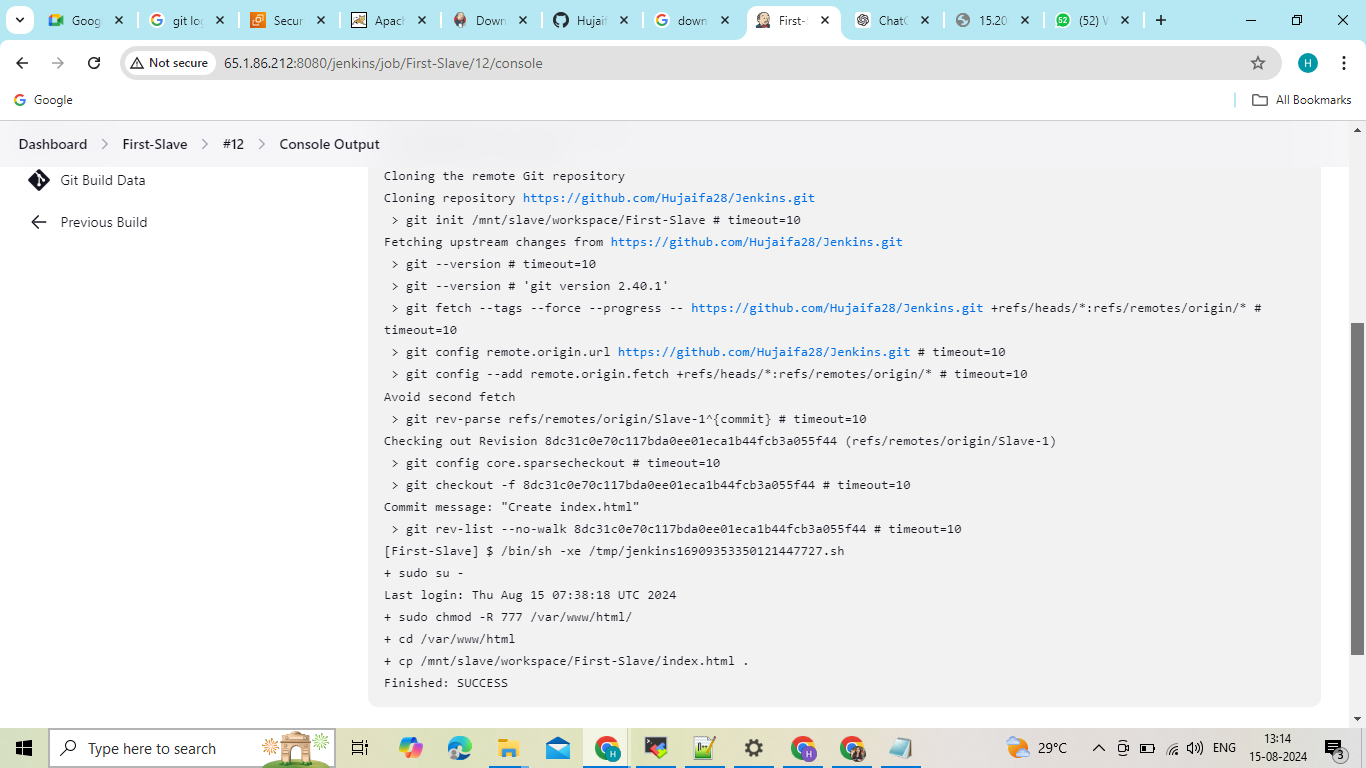 Goog
git log
Secur
Apac
Down
Hujaif
down
First-
ChatG
15.20
(52) V
Not secure
65.1.86.212:8080/jenkins/job/First-Slave/12/console
H
Google
All Bookmarks
Dashboard
First-Slave
#12
Console Output
Git Build Data
Previous Build
Cloning the remote Git repository
Cloning repository https://github.com/Hujaifa28/Jenkins.git
> git init /mnt/slave/workspace/First-Slave # timeout=10
Fetching upstream changes from https://github.com/Hujaifa28/Jenkins.git
> git --version # timeout=10
> git --version # 'git version 2.40.1'
> git fetch --tags --force --progress -- https://github.com/Hujaifa28/Jenkins.git +refs/heads/*:refs/remotes/origin/* #
timeout=10
> git config remote.origin.url https://github.com/Hujaifa28/Jenkins.git # timeout=10
> git config --add remote.origin.fetch +refs/heads/*:refs/remotes/origin/* # timeout=10
Avoid second fetch
> git rev-parse refs/remotes/origin/Slave-1^{commit} # timeout=10
Checking out Revision 8dc31c0e70c117bda0ee01eca1b44fcb3a055f44 (refs/remotes/origin/Slave-1)
> git config core.sparsecheckout # timeout=10
> git checkout -f 8dc31c0e70c117bda0ee01eca1b44fcb3a055f44 # timeout=10
Commit message: "Create index.html"
> git rev-list --no-walk 8dc31c0e70c117bda0ee01eca1b44fcb3a055f44 # timeout=10
[First-Slave] $ /bin/sh -xe /tmp/jenkins16909353350121447727.sh
+ sudo su -
Last login: Thu Aug 15 07:38:18 UTC 2024
+ sudo chmod -R 777 /var/www/html/
+ cd /var/www/html
+ cp /mnt/slave/workspace/First-Slave/index.html .
Finished: SUCCESS
Type here to search
29°C
ENG
13:14
15-08-2024
3